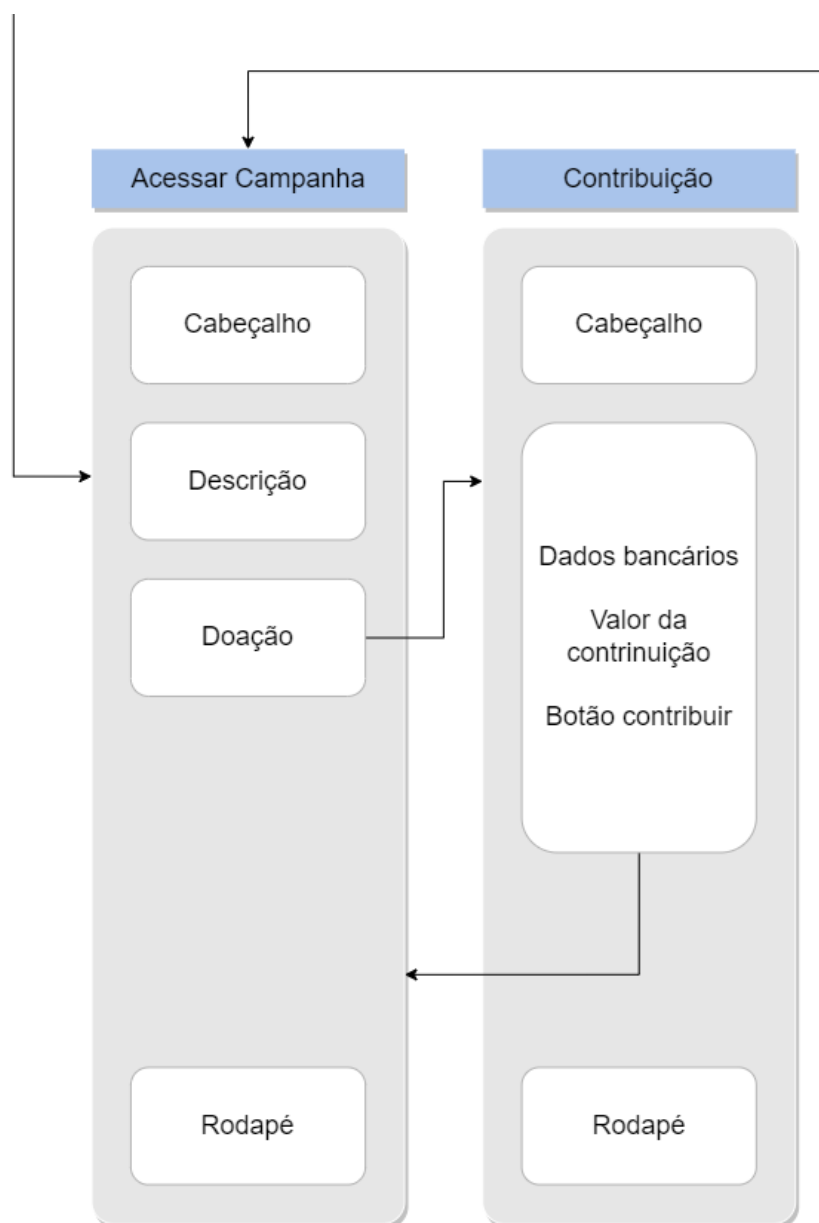 Acessar Campanha
Cabeçalho
Descrição
Doação
Rodapé
Contribuição
Cabeçalho
Dados bancários
Valor da
contrinuição
Botão contribuir
Rodapé